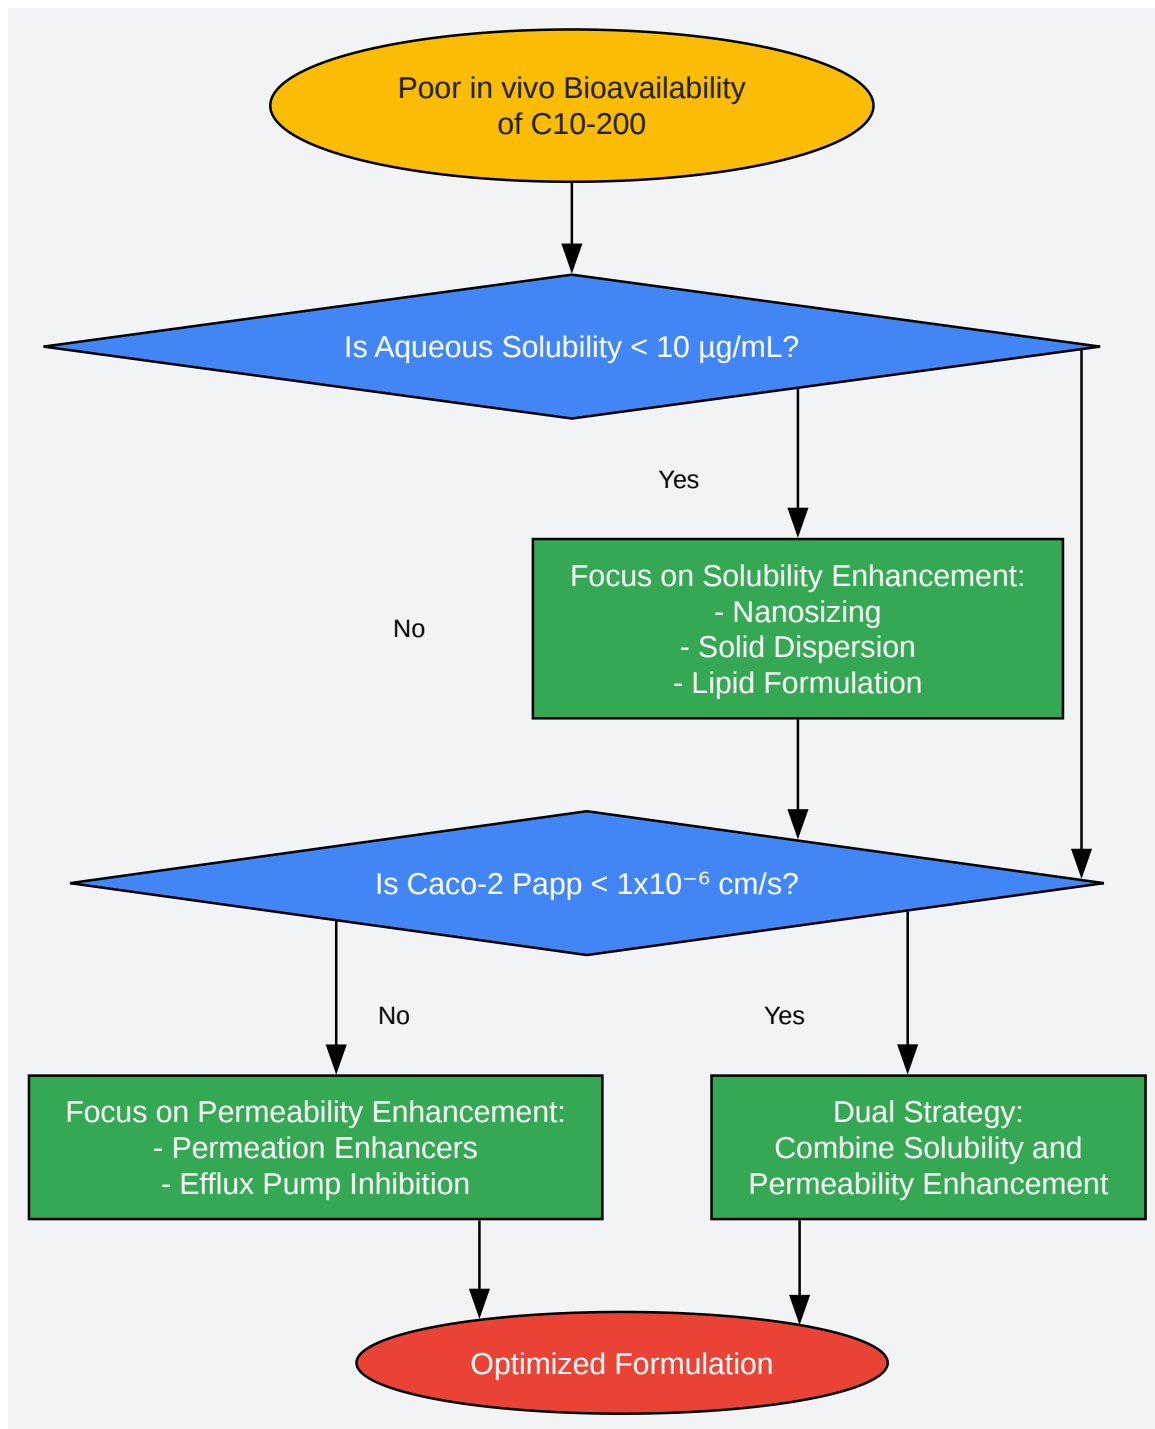 Poor in vivo Bioavailability
of C10-200
Is Aqueous Solubility < 10 µg/mL?
Yes
Focus on Solubility Enhancement:
- Nanosizing
- Solid Dispersion
- Lipid Formulation
No
Is Caco-2 Papp < 1x10⁻⁶ cm/s?
No
Yes
Focus on Permeability Enhancement:
- Permeation Enhancers
- Efflux Pump Inhibition
Dual Strategy:
Combine Solubility and
Permeability Enhancement
Optimized Formulation